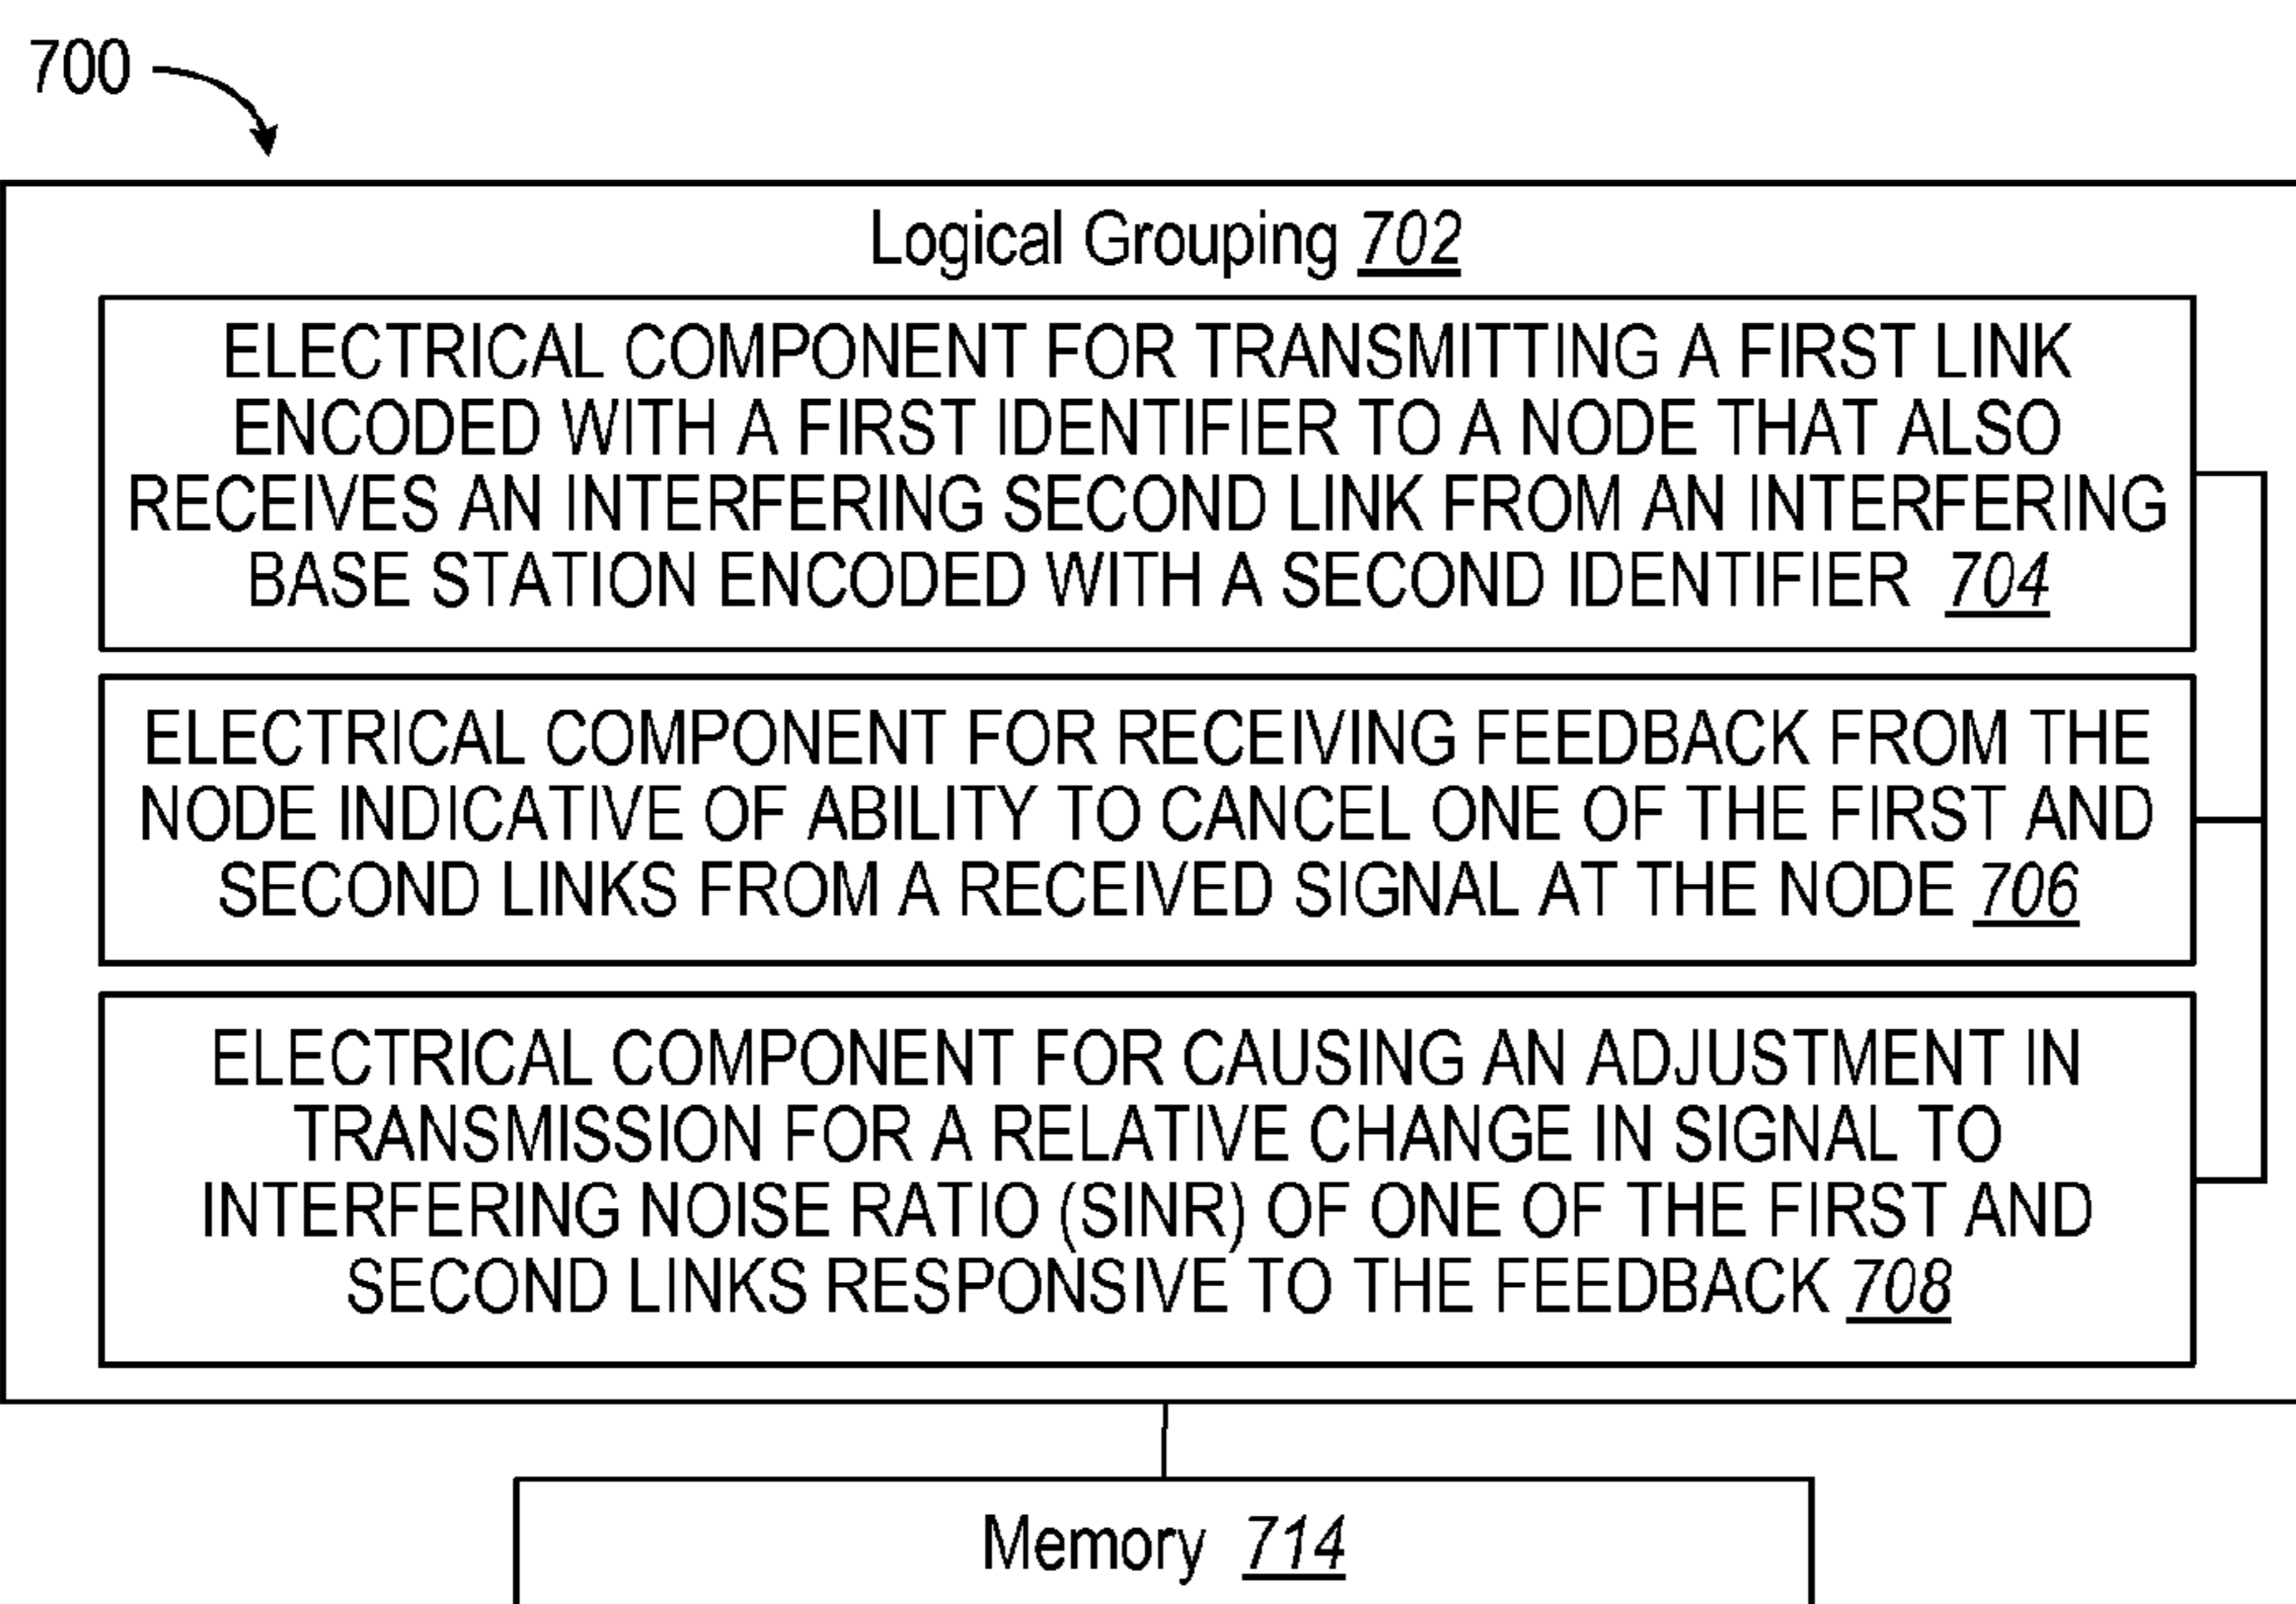 700
Logical Grouping 702
ELECTRICAL COMPONENT FOR TRANSMITTING A FIRST LINK
ENCODED WITH A FIRST IDENTIFIER TO A NODE THAT ALSO
RECEIVES AN INTERFERING SECOND LINK FROM AN INTERFERING
BASE STATION ENCODED WITH A SECOND IDENTIFIER 704
ELECTRICAL COMPONENT FOR RECEIVING FEEDBACK FROM THE
NODE INDICATIVE OF ABILITY TO CANCEL ONE OF THE FIRST AND
SECOND LINKS FROM A RECEIVED SIGNAL AT THE NODE 706
ELECTRICAL COMPONENT FOR CAUSING AN ADJUSTMENT IN
TRANSMISSION FOR A RELATIVE CHANGE IN SIGNAL TO
INTERFERING NOISE RATIO (SINR) OF ONE OF THE FIRST AND
SECOND LINKS RESPONSIVE TO THE FEEDBACK 708
Memory 714